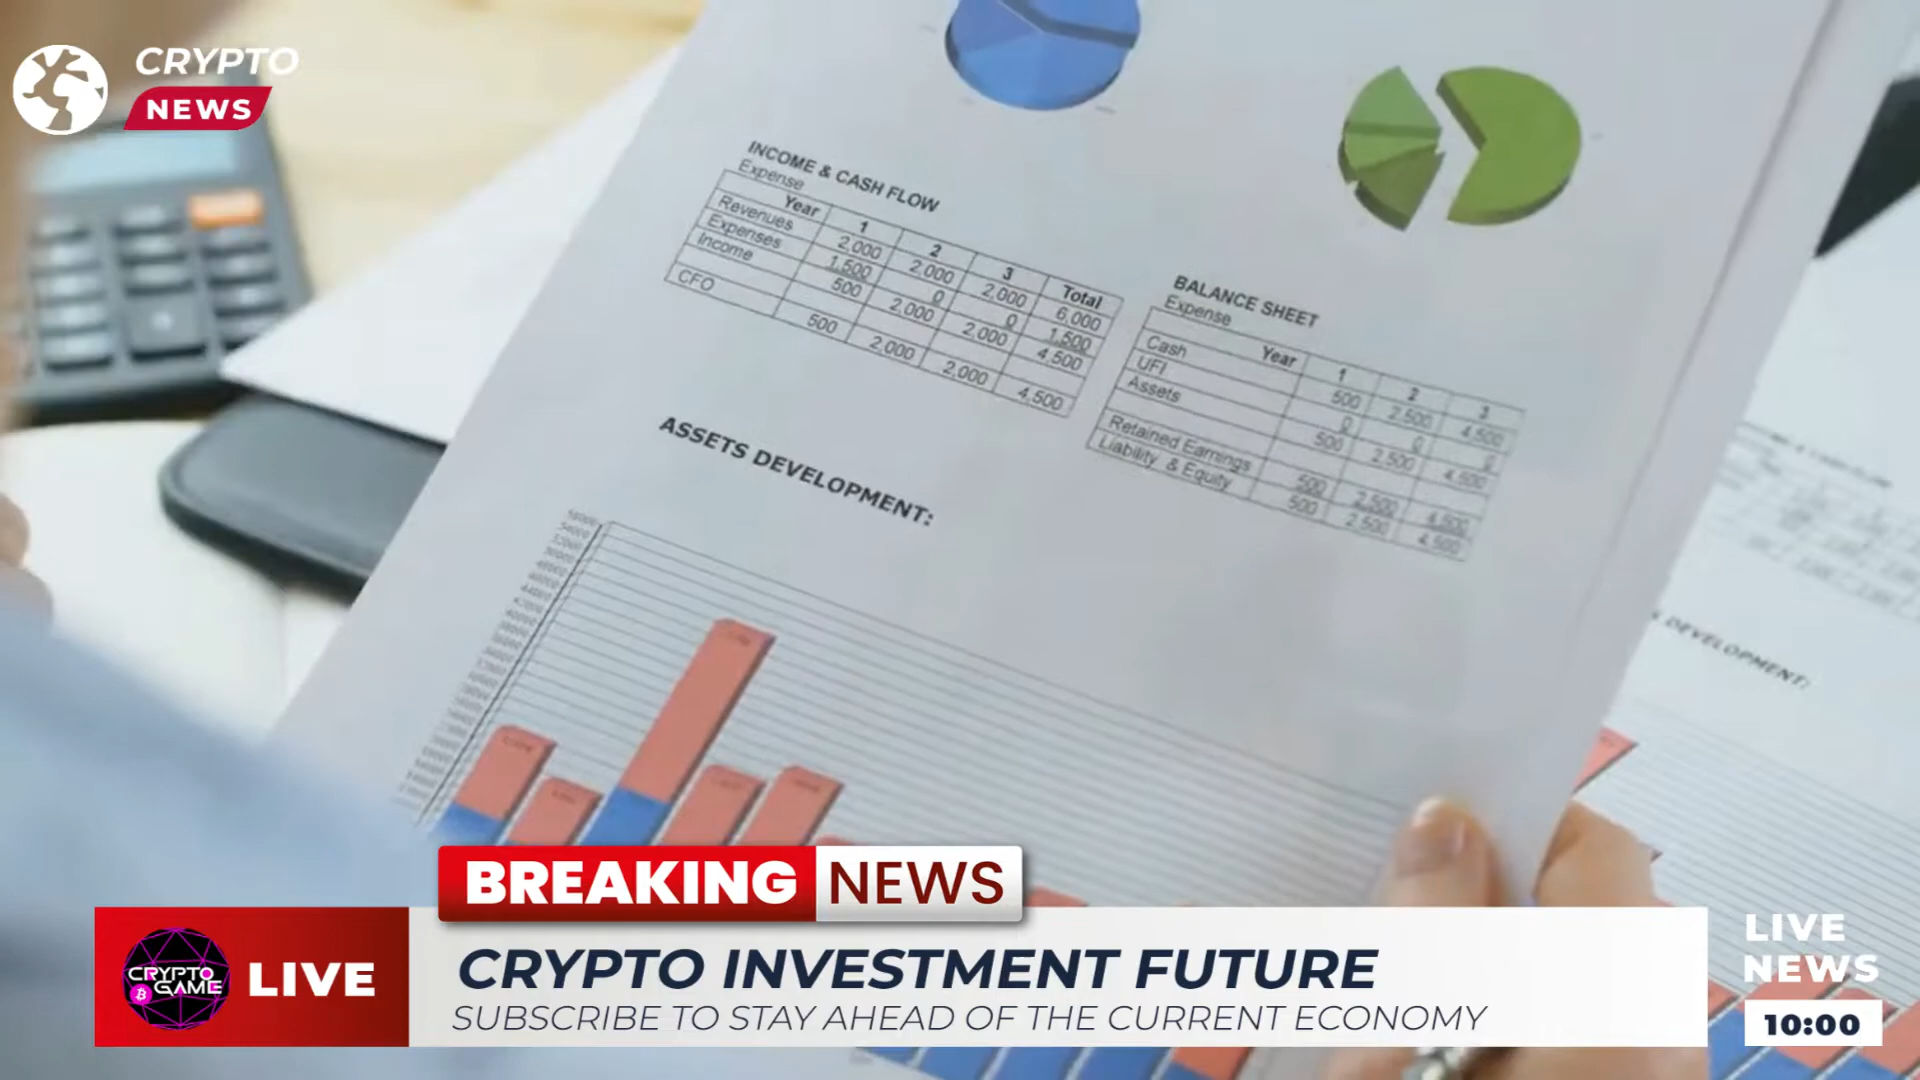 CRYPTO
NEWS
INCOME & CASH FLOW
Expense
Year 1 2 3 Total
Revenues 2,000 2,000 2,000 6,000
Expenses 1,500 0 0 1,500
Income 500 2,000 2,000 4,500
CFO 500 2,000 2,000 4,500
BALANCE SHEET
Expense
Year 1 2 3
Cash 500 2,500 4,500
UFI 0 0 0
Assets 500 2,500 4,500
Retained Earnings 500 2,500 4,500
Liability & Equity 500 2,500 4,500
ASSETS DEVELOPMENT:
DEVELOPMENT:
BREAKING NEWS
CRYPTO
GAME
LIVE
CRYPTO INVESTMENT FUTURE
SUBSCRIBE TO STAY AHEAD OF THE CURRENT ECONOMY
LIVE
NEWS
10:00